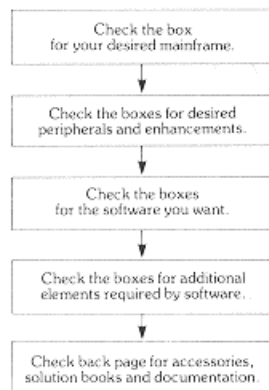 Check the box
for your desired mainframe.
Check the boxes for desired
peripherals and enhancements.
Check the boxes
for the software you want.
Check the boxes for additional
elements required by software.
Check back page for accessories,
solution books and documentation.